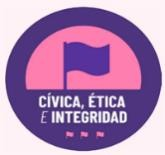 CÍVICA, ÉTICA
E INTEGRIDAD